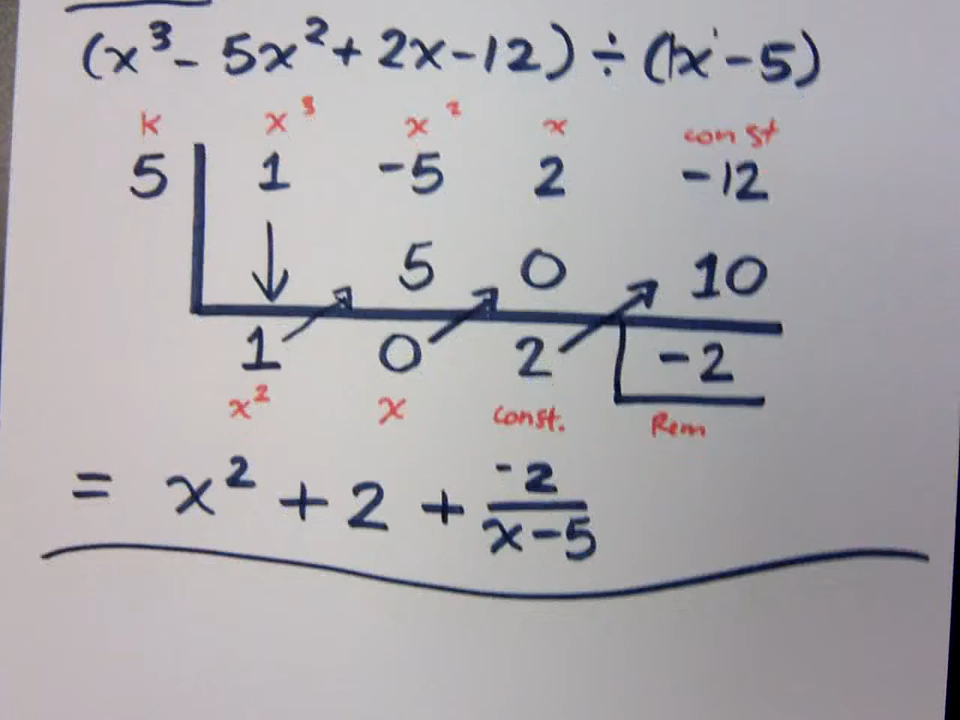 (x³ - 5x² + 2x - 12) ÷ (1x - 5)
K x³ x² x const
5 1 -5 2 -12
5 0 10
1 0 2 -2
x² x const. Rem
= x² + 2 + -2/x-5